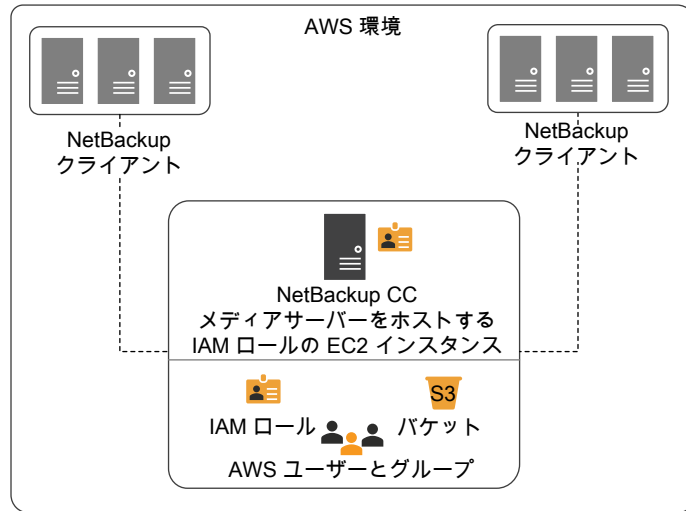 AWS 環境
NetBackup
クライアント
NetBackup
クライアント
NetBackup CC
メディアサーバーをホストする
IAM ロールの EC2 インスタンス
S3
IAM ロール
バケット
AWS ユーザーとグループ